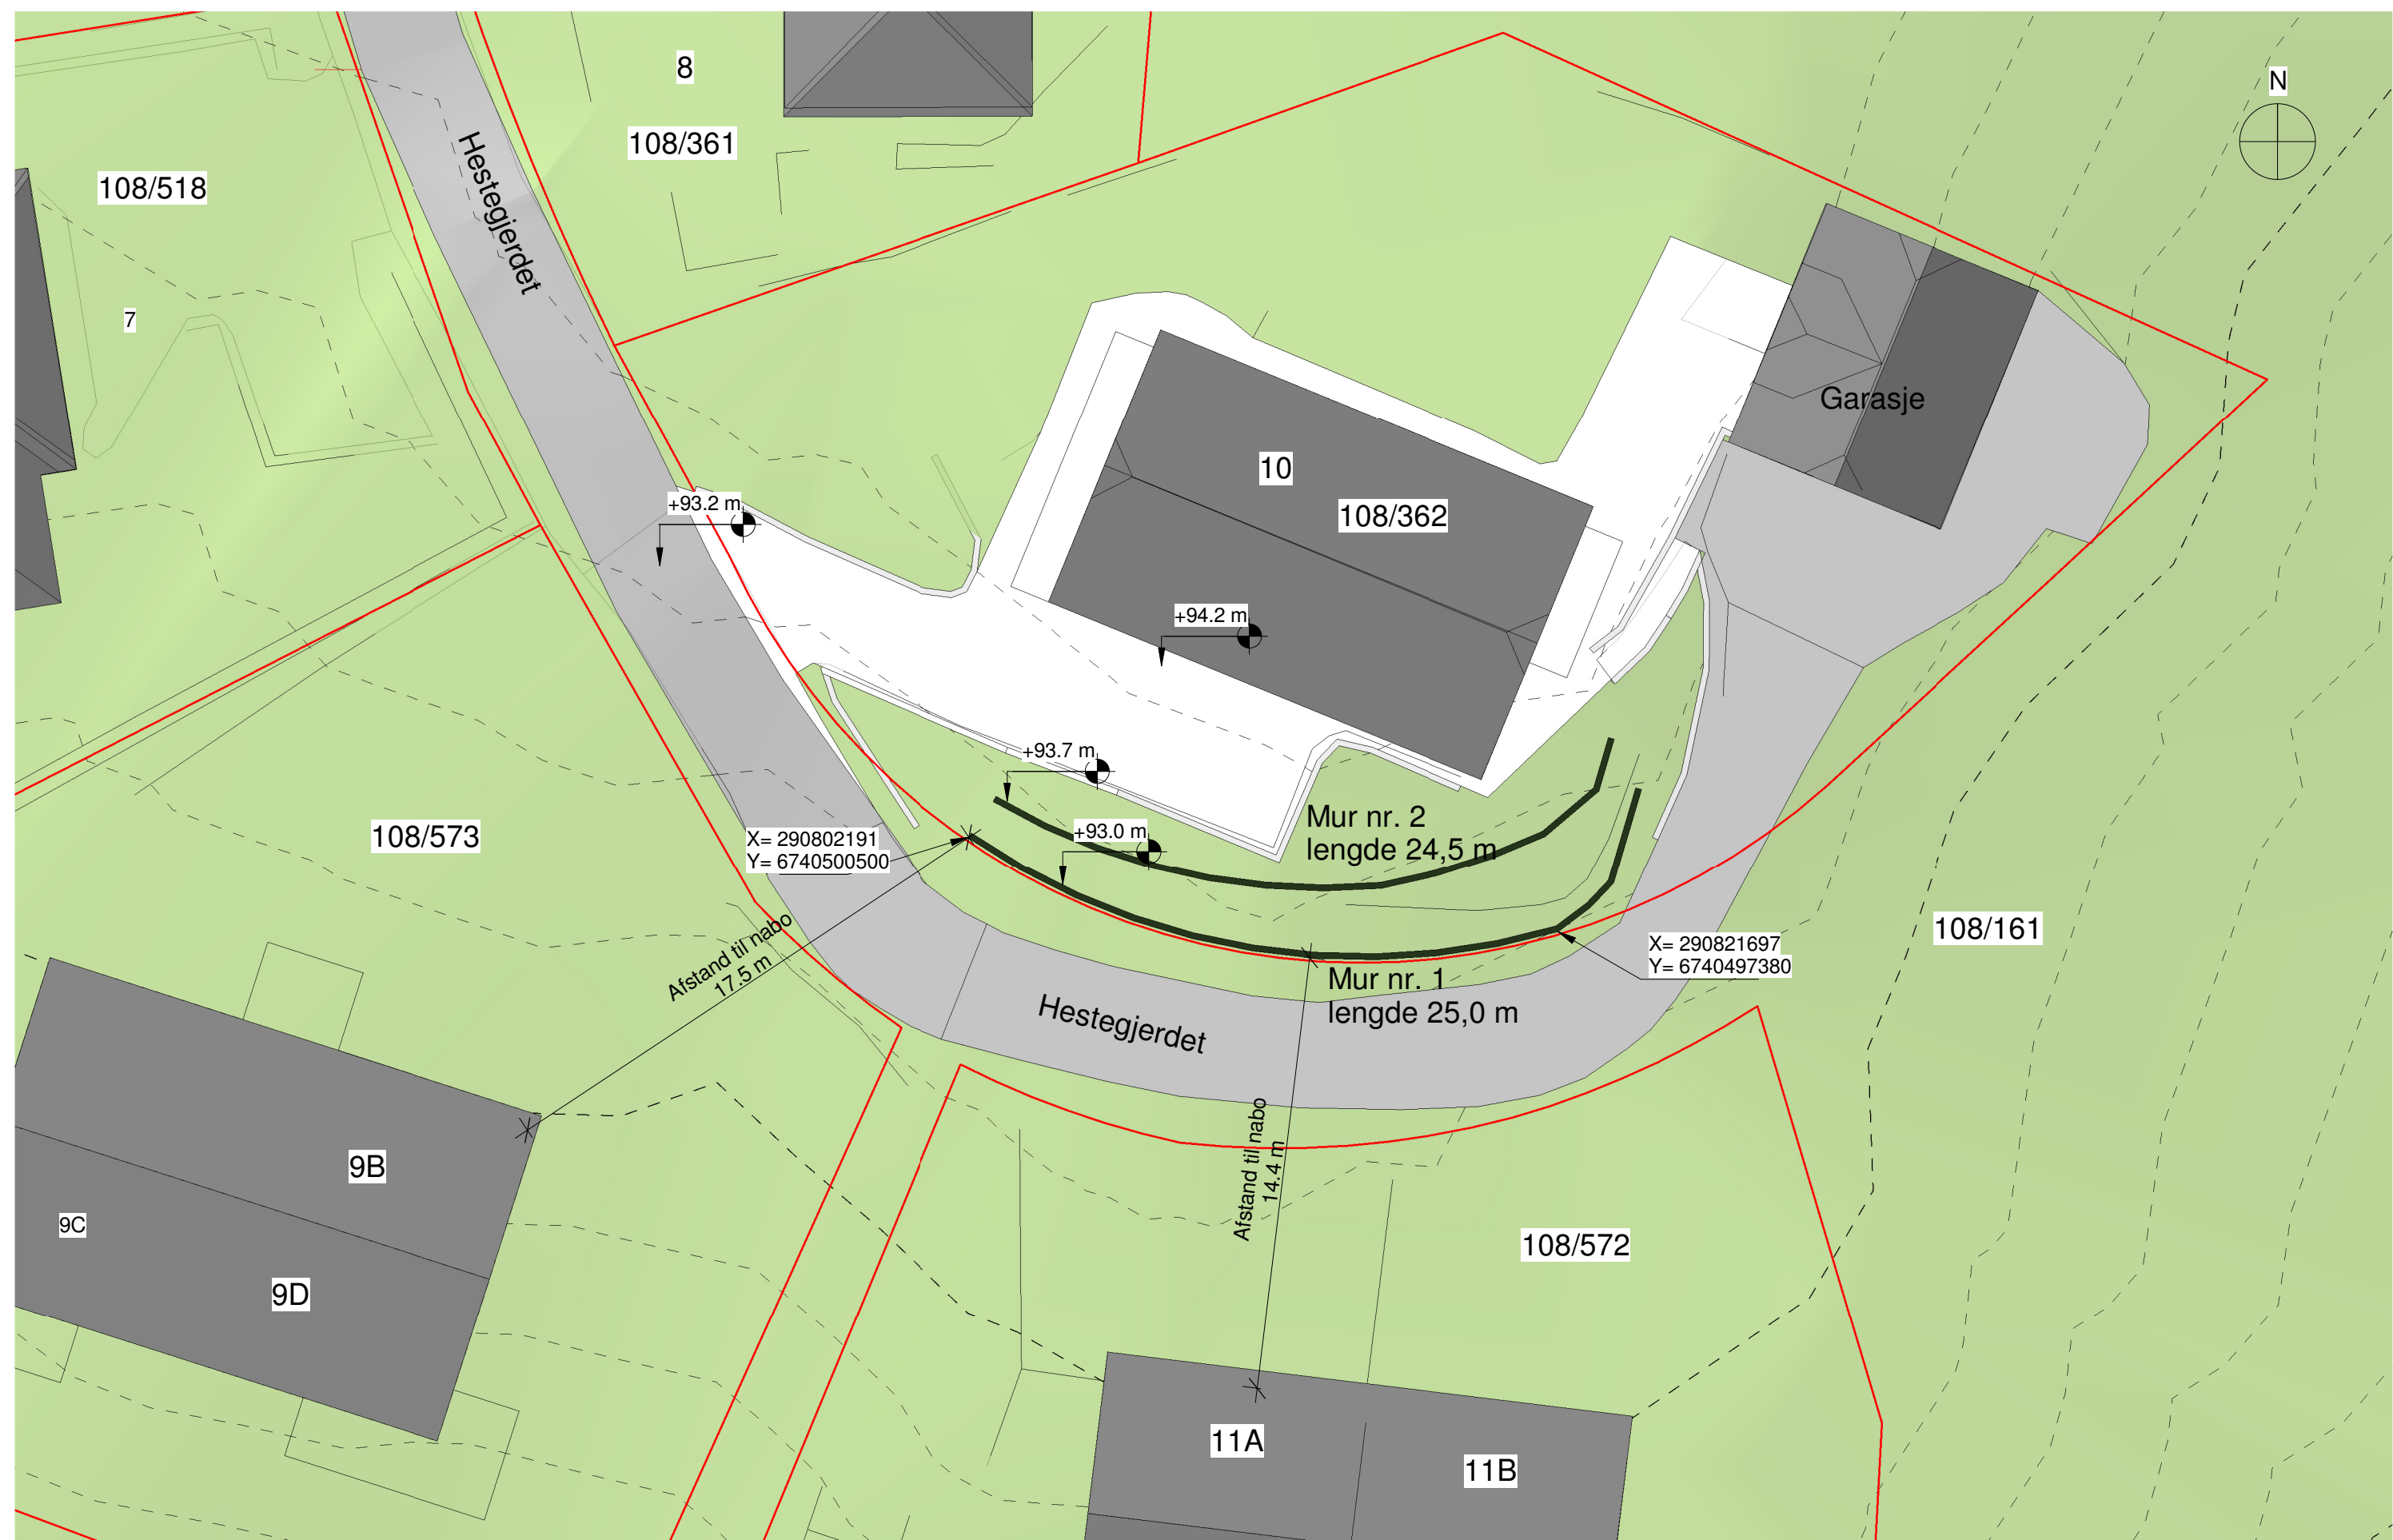 8
N
108/361
Hestegjerdet
108/518
7
Garasje
10
108/362
+93.2 m
+94.2 m
+93.7 m
Mur nr. 2
lengde 24,5 m
+93.0 m
X= 290802191
Y= 6740500500
108/573
108/161
Afstand til nabo
17.5 m
X= 290821697
Y= 6740497380
Mur nr. 1
lengde 25,0 m
Hestegjerdet
Afstand til nabo
14.4 m
9B
9C
9D
108/572
11A
11B